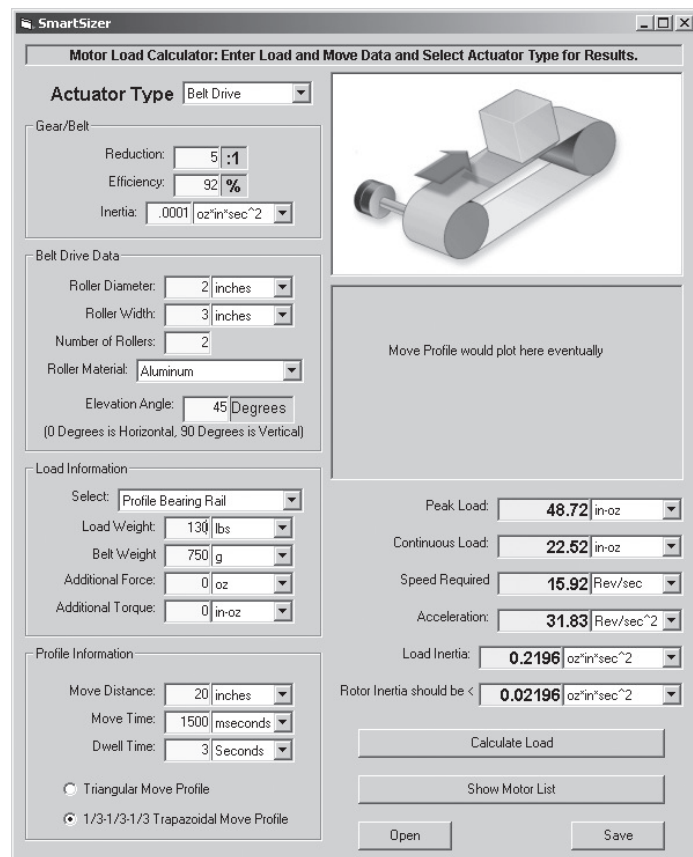 SmartSizer
Motor Load Calculator: Enter Load and Move Data and Select Actuator Type for Results.
Actuator Type Belt Drive
Gear/Belt
Reduction: 5 :1
Efficiency: 92 %
Inertia: .0001 oz*in*sec^2
Belt Drive Data
Roller Diameter: 2 inches
Roller Width: 3 inches
Number of Rollers: 2
Roller Material: Aluminum
Elevation Angle: 45 Degrees
(0 Degrees is Horizontal, 90 Degrees is Vertical)
Load Information
Select: Profile Bearing Rail
Load Weight: 130 lbs
Belt Weight 750 g
Additional Force: 0 oz
Additional Torque: 0 in-oz
Profile Information
Move Distance: 20 inches
Move Time: 1500 mseconds
Dwell Time: 3 Seconds
Triangular Move Profile
1/3-1/3-1/3 Trapazoidal Move Profile
Move Profile would plot here eventually
Peak Load: 48.72 in-oz
Continuous Load: 22.52 in-oz
Speed Required 15.92 Rev/sec
Acceleration: 31.83 Rev/sec^2
Load Inertia: 0.2196 oz*in*sec^2
Rotor Inertia should be < 0.02196 oz*in*sec^2
Calculate Load
Show Motor List
Open
Save